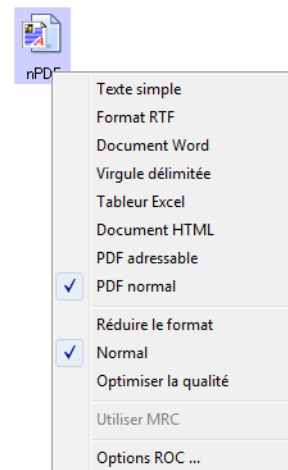 nPDF
Texte simple
Format RTF
Document Word
Virgule délimitée
Tableur Excel
Document HTML
PDF adressable
PDF normal
Réduire le format
Normal
Optimiser la qualité
Utiliser MRC
Options ROC ...